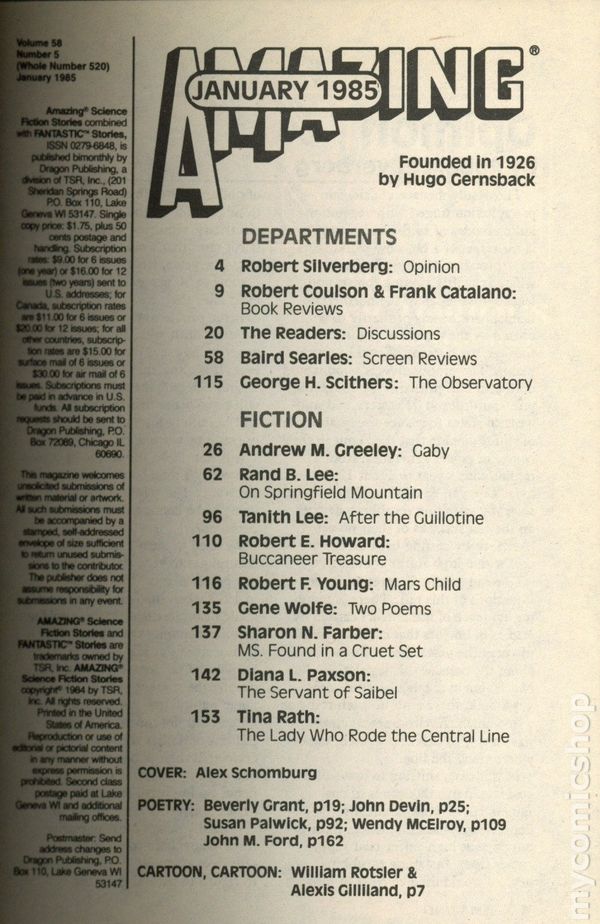 Volume 58
Number 5
(Whole Number 520)
January 1985
Amazing® Science
Fiction Stories combined
with FANTASTIC™ Stories,
ISSN 0279-6848, is
published bimonthly by
Dragon Publishing, a
division of TSR, Inc., (201
Sheridan Springs Road)
P.O. Box 110, Lake
Geneva WI 53147. Single
copy price: $1.75, plus 50
cents postage and
handling. Subscription
rates: $9.00 for 6 issues
(one year) or $16.00 for 12
issues (two years) sent to
U.S. addresses; for
Canada, subscription rates
are $11.00 for 6 issues or
$20.00 for 12 issues; for all
other countries, subscrip-
tion rates are $15.00 for
surface mail of 6 issues or
$30.00 for air mail of 6
issues. Subscriptions must
be paid in advance in U.S.
funds. All subscription
requests should be sent to
Dragon Publishing, P.O.
Box 72089, Chicago IL
60690.
This magazine welcomes
unsolicited submissions of
written material or artwork.
All such submissions must
be accompanied by a
stamped, self-addressed
envelope of size sufficient
to return unused submis-
sions to the contributor.
The publisher does not
assume responsibility for
submissions in any event.
AMAZING® Science
Fiction Stories and
FANTASTIC™ Stories are
trademarks owned by
TSR, Inc. AMAZING®
Science Fiction Stories
copyright® 1984 by TSR,
Inc. All rights reserved.
Printed in the United
States of America.
Reproduction or use of
editorial or pictorial content
in any manner without
express permission is
prohibited. Second class
postage paid at Lake
Geneva WI and additional
mailing offices.
Postmaster: Send
address changes to
Dragon Publishing, P.O.
Box 110, Lake Geneva WI
53147
AMAZING®
JANUARY 1985
Founded in 1926
by Hugo Gernsback
DEPARTMENTS
4 Robert Silverberg: Opinion
9 Robert Coulson & Frank Catalano:
Book Reviews
20 The Readers: Discussions
58 Baird Searles: Screen Reviews
115 George H. Scithers: The Observatory
FICTION
26 Andrew M. Greeley: Gaby
62 Rand B. Lee:
On Springfield Mountain
96 Tanith Lee: After the Guillotine
110 Robert E. Howard:
Buccaneer Treasure
116 Robert F. Young: Mars Child
135 Gene Wolfe: Two Poems
137 Sharon N. Farber:
MS. Found in a Cruet Set
142 Diana L. Paxson:
The Servant of Saibel
153 Tina Rath:
The Lady Who Rode the Central Line
COVER: Alex Schomburg
POETRY: Beverly Grant, p19; John Devin, p25;
Susan Palwick, p92; Wendy McElroy, p109
John M. Ford, p162
CARTOON, CARTOON: William Rotsler &
Alexis Gilliland, p7
mycomicshop